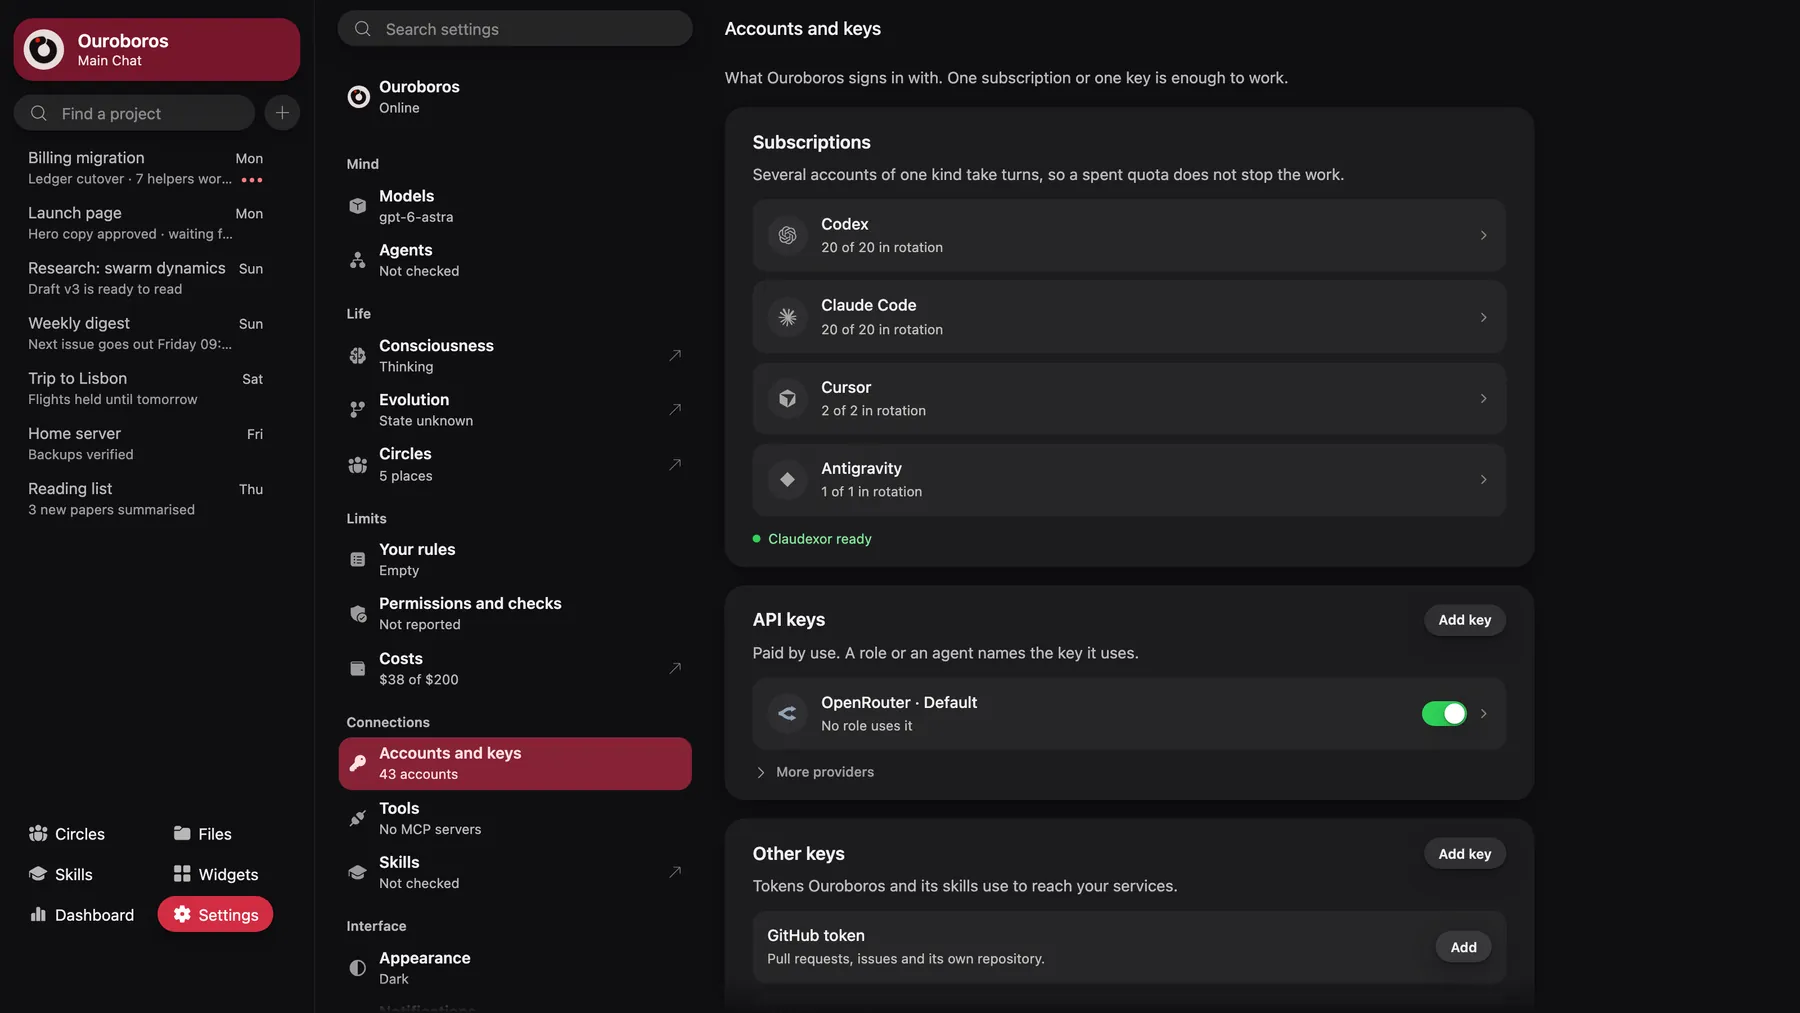 Ouroboros
Main Chat
Find a project
Billing migration Mon
Ledger cutover · 7 helpers wor...
Launch page Mon
Hero copy approved · waiting f...
Research: swarm dynamics Sun
Draft v3 is ready to read
Weekly digest Sun
Next issue goes out Friday 09:...
Trip to Lisbon Sat
Flights held until tomorrow
Home server Fri
Backups verified
Reading list Thu
3 new papers summarised
Circles Files
Skills Widgets
Dashboard Settings
Search settings
Ouroboros
Online
Mind
Models
gpt-6-astra
Agents
Not checked
Life
Consciousness
Thinking
Evolution
State unknown
Circles
5 places
Limits
Your rules
Empty
Permissions and checks
Not reported
Costs
$38 of $200
Connections
Accounts and keys
43 accounts
Tools
No MCP servers
Skills
Not checked
Interface
Appearance
Dark
Notifications
Accounts and keys
What Ouroboros signs in with. One subscription or one key is enough to work.
Subscriptions
Several accounts of one kind take turns, so a spent quota does not stop the work.
Codex
20 of 20 in rotation
Claude Code
20 of 20 in rotation
Cursor
2 of 2 in rotation
Antigravity
1 of 1 in rotation
Claudexor ready
API keys Add key
Paid by use. A role or an agent names the key it uses.
OpenRouter · Default
No role uses it
More providers
Other keys Add key
Tokens Ouroboros and its skills use to reach your services.
GitHub token
Pull requests, issues and its own repository.
Add